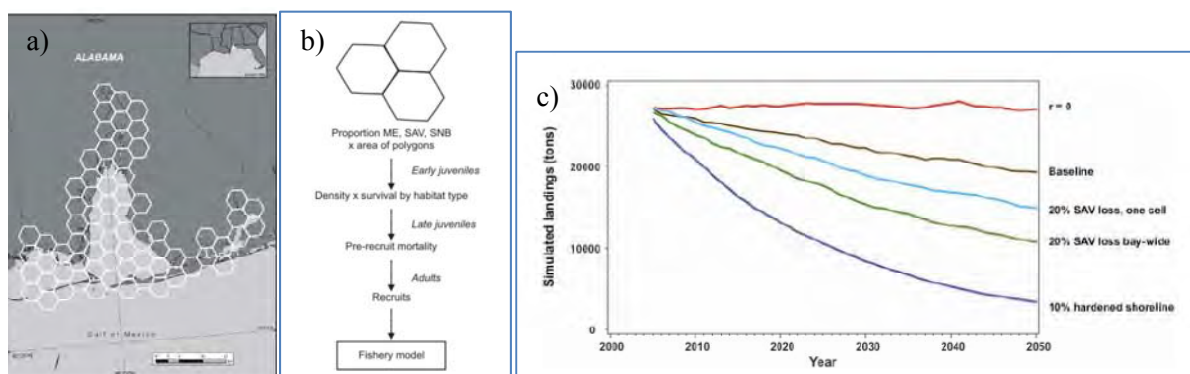 a)
ALABAMA
Gulf of Mexico
b)
Proportion ME, SAV, SNB
x area of polygons
Early juveniles
Density x survival by habitat type
Late juveniles
Pre-recruit mortality
Adults
Recruits
Fishery model
c)
Simulated landings (tons)
30000
20000
10000
0
2000
2010
2020
2030
2040
2050
Year
r = 0
Baseline
20% SAV loss, one cell
20% SAV loss bay-wide
10% hardened shoreline